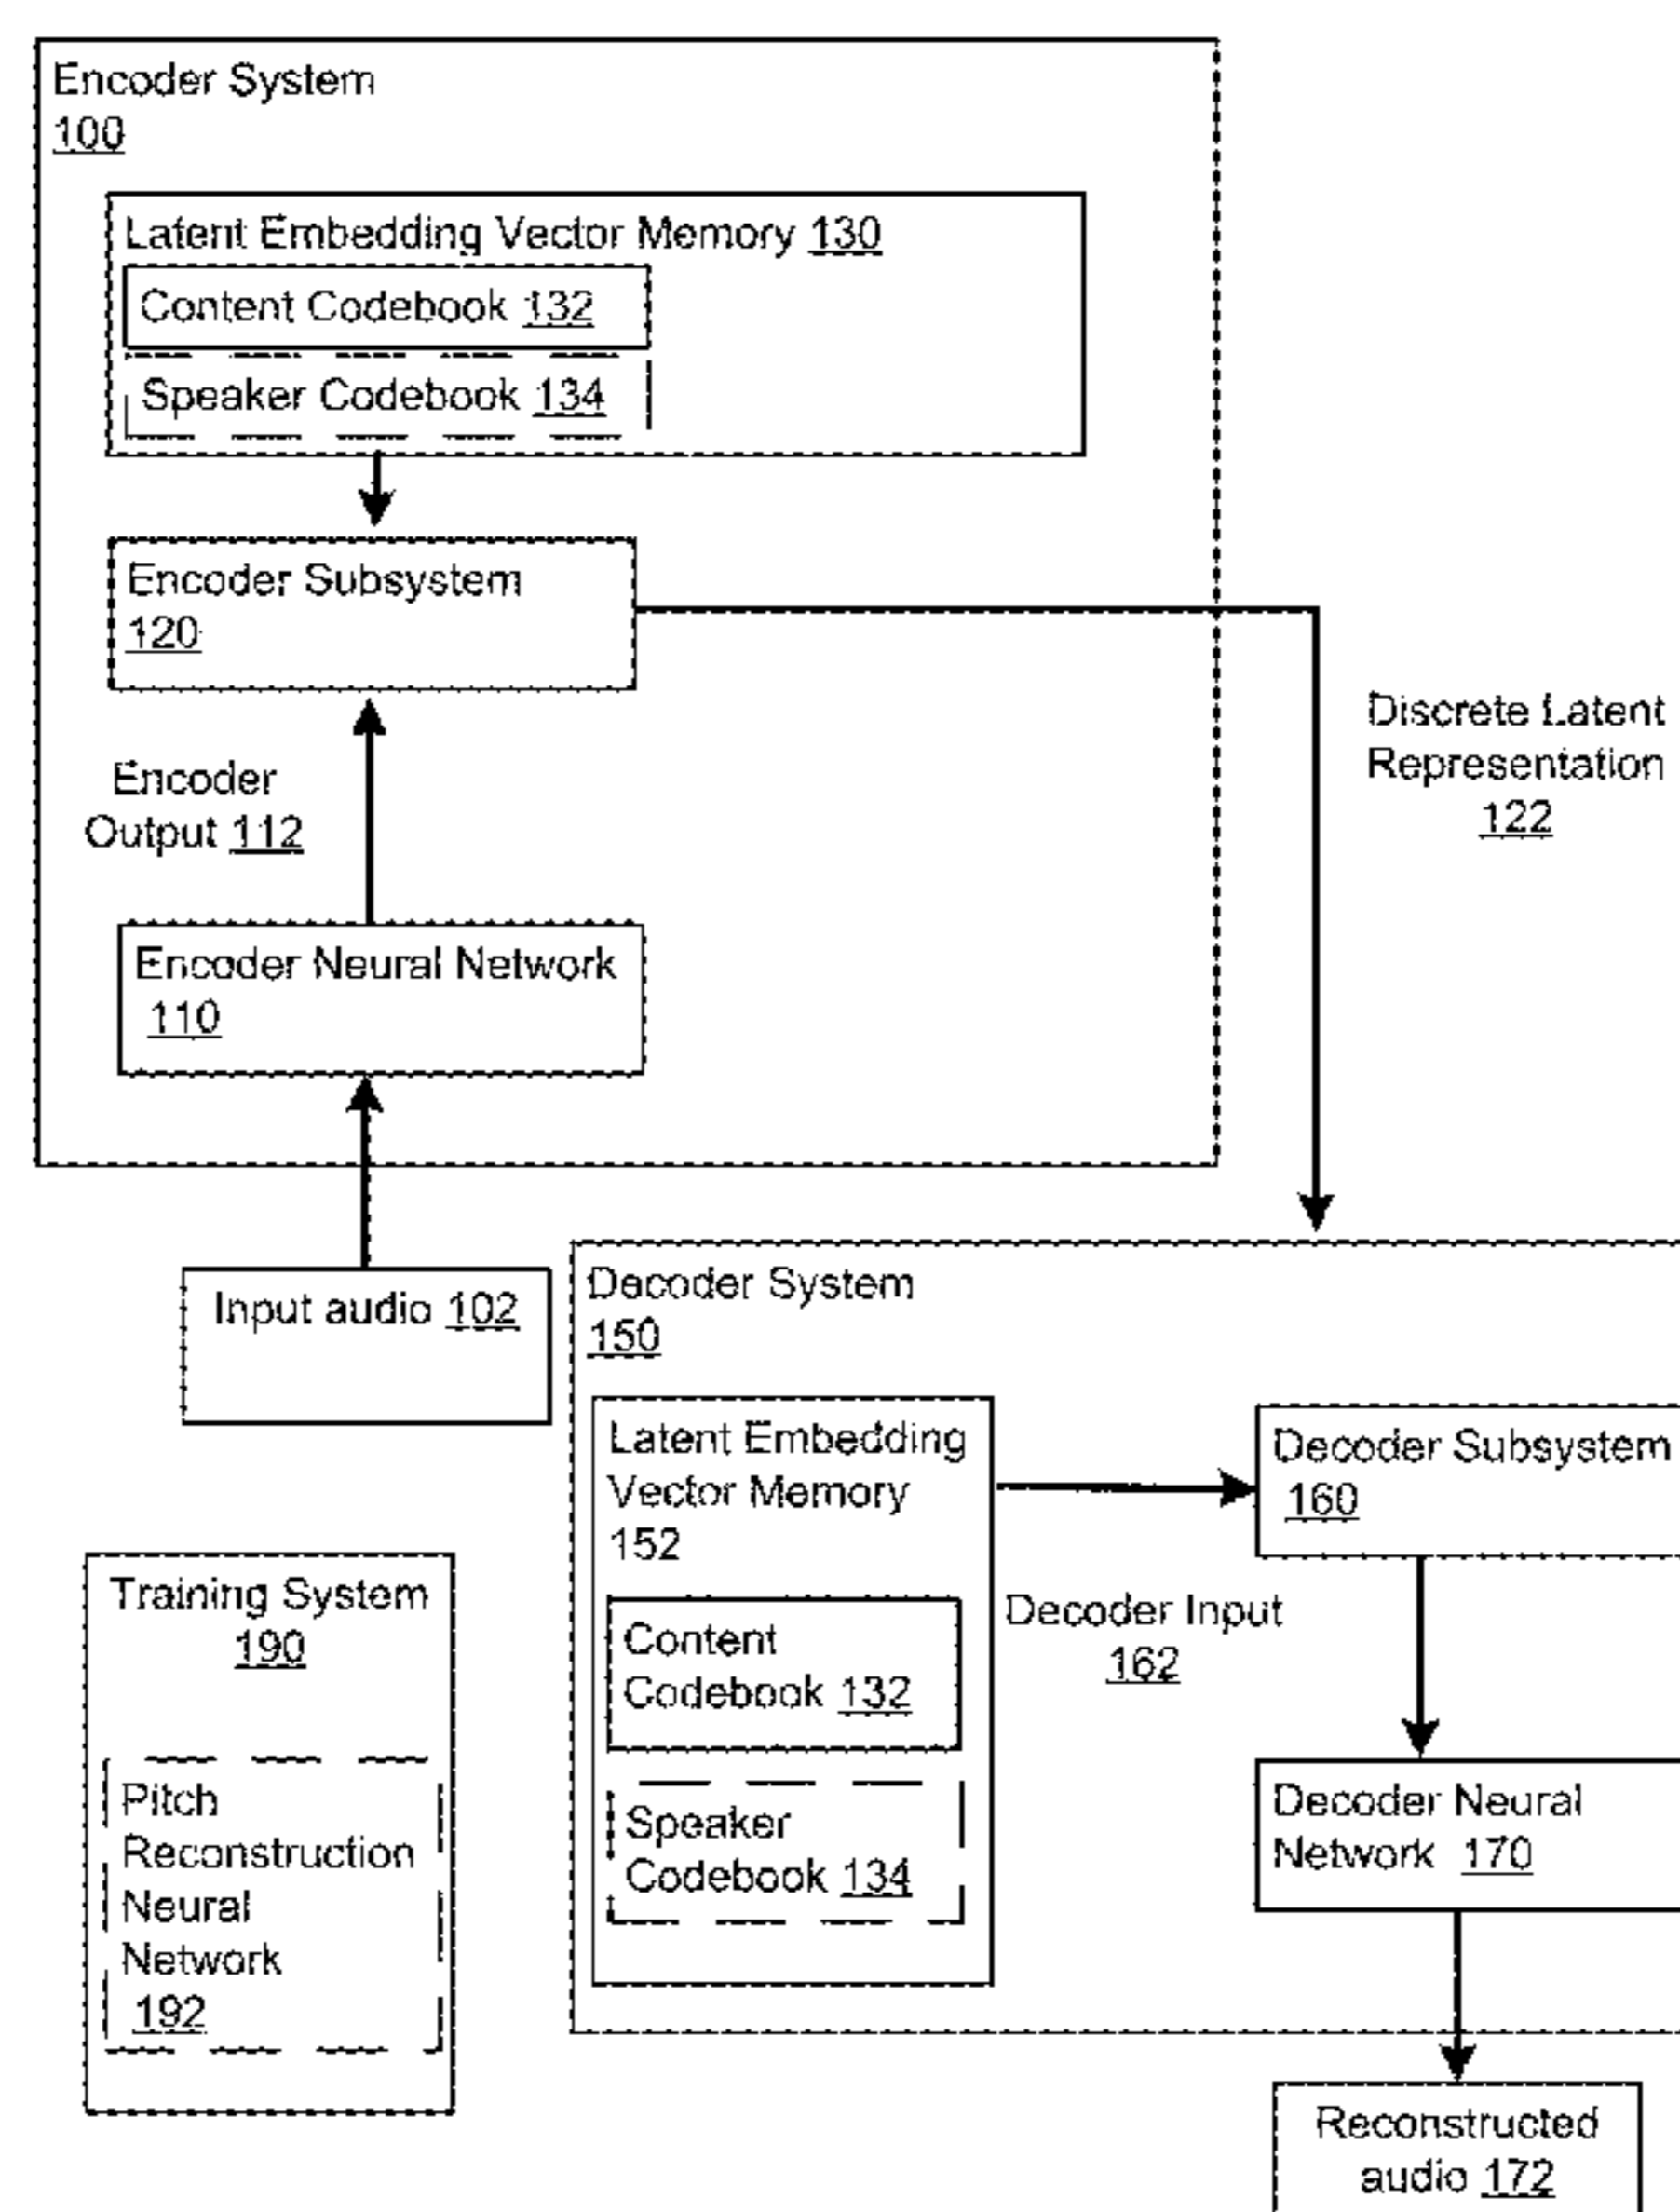 Encoder System
100
Latent Embedding Vector Memory 130
Content Codebook 132
Speaker Codebook 134
Encoder Subsystem
120
Discrete Latent
Representation
122
Encoder
Output 112
Encoder Neural Network
110
Input audio 102
Decoder System
150
Latent Embedding
Vector Memory
152
Content
Codebook 132
Speaker
Codebook 134
Decoder Subsystem
160
Decoder Input
162
Decoder Neural
Network 170
Training System
190
Pitch
Reconstruction
Neural
Network
192
Reconstructed
audio 172